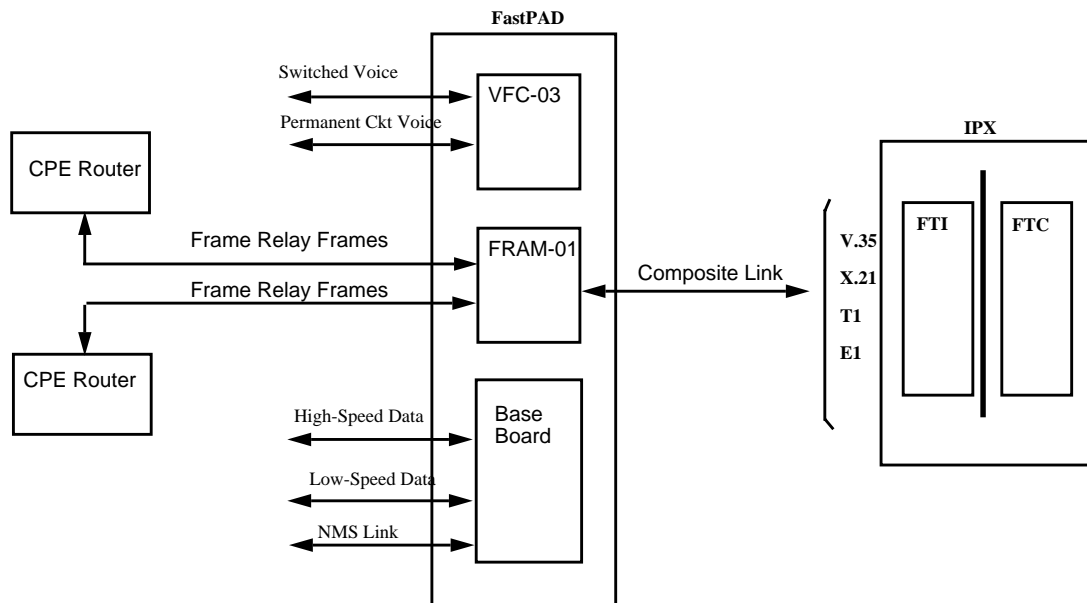 FastPAD
Switched Voice
VFC-03
Permanent Ckt Voice
IPX
CPE Router
FTI
FTC
Frame Relay Frames
FRAM-01
V.35
Composite Link
X.21
Frame Relay Frames
T1
E1
CPE Router
High-Speed Data
Base
Board
Low-Speed Data
NMS Link